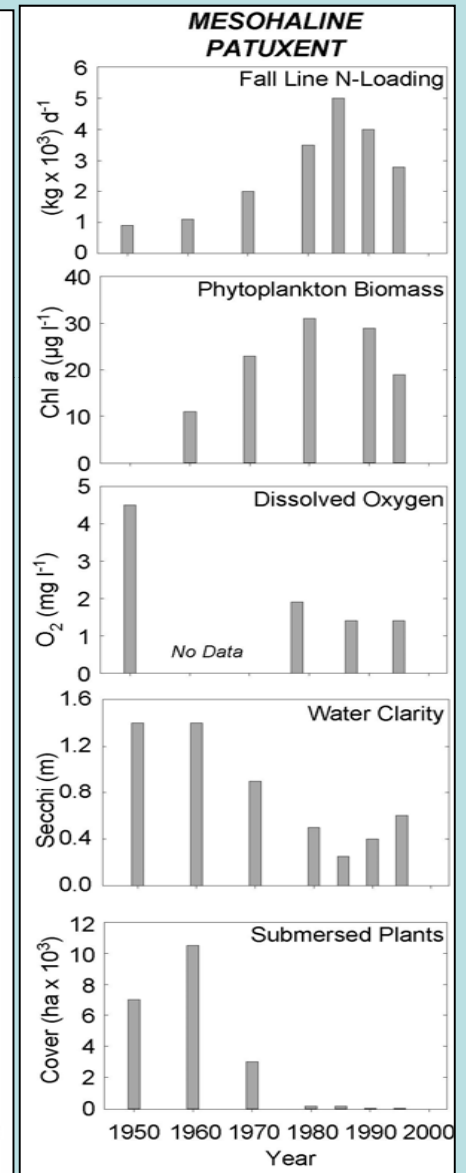 MESOHALINE
PATUXENT
Fall Line N-Loading
(kg x 10³) d⁻¹
6
5
4
3
2
1
0
Phytoplankton Biomass
Chl a (µg l⁻¹)
40
30
20
10
0
Dissolved Oxygen
O₂ (mg l⁻¹)
5
4
3
2
1
0
No Data
Water Clarity
Secchi (m)
1.6
1.2
0.8
0.4
0.0
Submersed Plants
Cover (ha x 10³)
12
10
8
6
4
2
0
1950 1960 1970 1980 1990 2000
Year